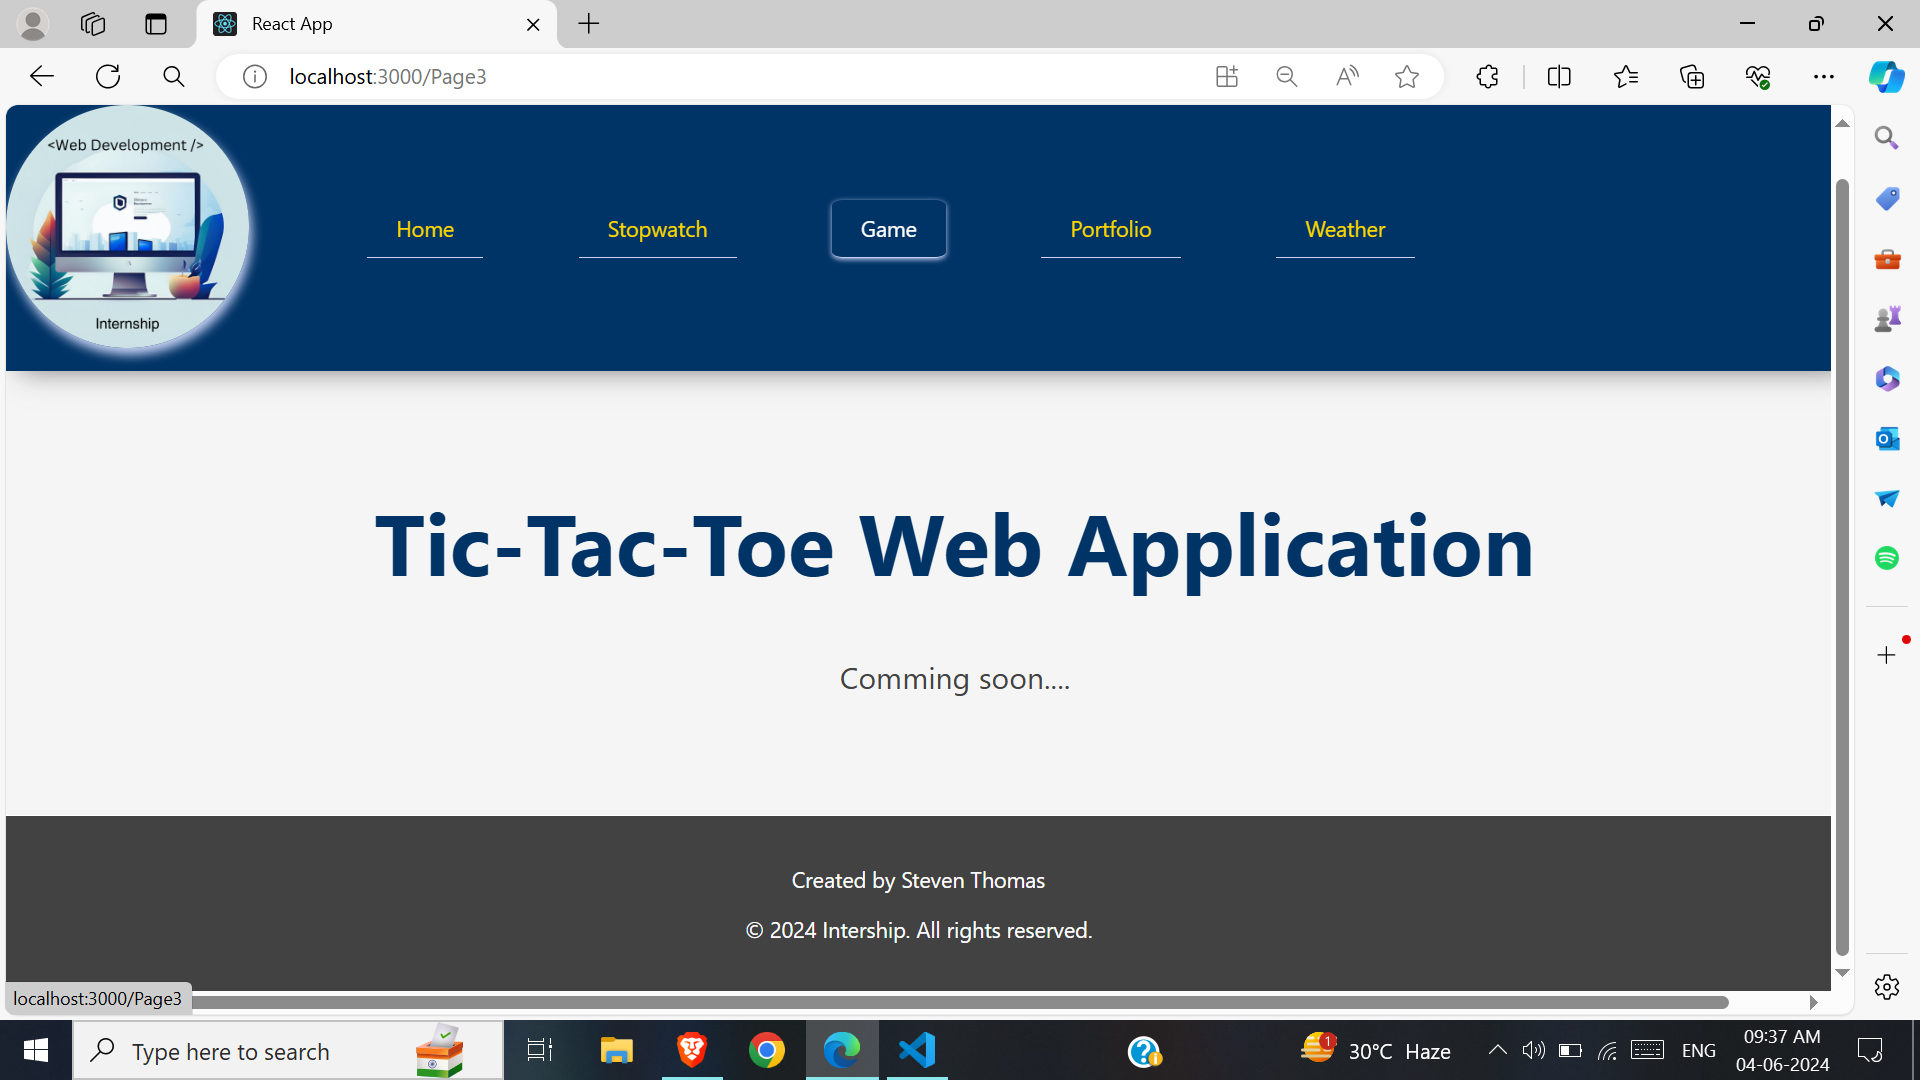 React App
localhost:3000/Page3
<Web Development />
Internship
Home
Stopwatch
Game
Portfolio
Weather
Tic-Tac-Toe Web Application
Comming soon....
Created by Steven Thomas
© 2024 Intership. All rights reserved.
localhost:3000/Page3
Type here to search
1
30°C Haze
ENG
09:37 AM
04-06-2024